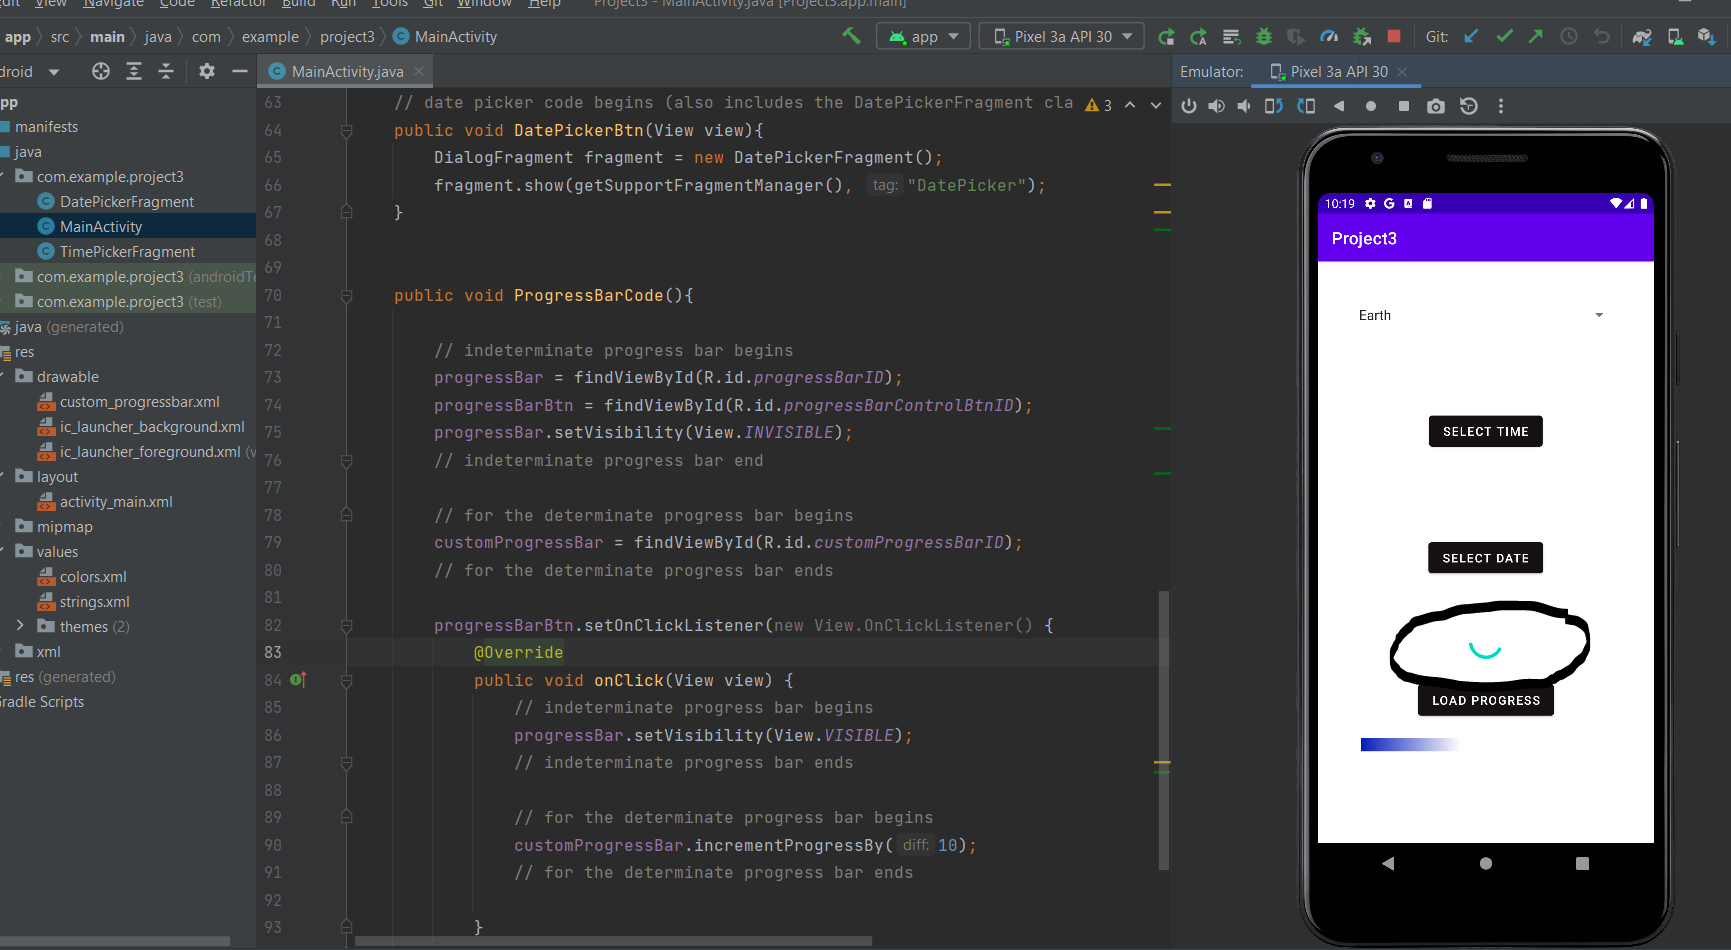 Edit View Navigate Code Refactor Build Run Tools Git Window Help Project3 - MainActivity.java [Project3.app.main]
app src main java com example project3 MainActivity app Pixel 3a API 30 Git:
droid MainActivity.java Emulator: Pixel 3a API 30
pp
manifests
java
com.example.project3
DatePickerFragment
MainActivity
TimePickerFragment
com.example.project3 (androidTe
com.example.project3 (test)
java (generated)
res
drawable
custom_progressbar.xml
ic_launcher_background.xml
ic_launcher_foreground.xml (v
layout
activity_main.xml
mipmap
values
colors.xml
strings.xml
themes (2)
xml
res (generated)
radle Scripts
3
63 // date picker code begins (also includes the DatePickerFragment cla
64 public void DatePickerBtn(View view){
65 DialogFragment fragment = new DatePickerFragment();
66 fragment.show(getSupportFragmentManager(), tag: "DatePicker");
67 }
68
69
70 public void ProgressBarCode(){
71
72 // indeterminate progress bar begins
73 progressBar = findViewById(R.id.progressBarID);
74 progressBarBtn = findViewById(R.id.progressBarControlBtnID);
75 progressBar.setVisibility(View.INVISIBLE);
76 // indeterminate progress bar end
77
78 // for the determinate progress bar begins
79 customProgressBar = findViewById(R.id.customProgressBarID);
80 // for the determinate progress bar ends
81
82 progressBarBtn.setOnClickListener(new View.OnClickListener() {
83 @Override
84 public void onClick(View view) {
85 // indeterminate progress bar begins
86 progressBar.setVisibility(View.VISIBLE);
87 // indeterminate progress bar ends
88
89 // for the determinate progress bar begins
90 customProgressBar.incrementProgressBy( diff: 10);
91 // for the determinate progress bar ends
92
93 }
10:19
Project3
Earth
SELECT TIME
SELECT DATE
LOAD PROGRESS